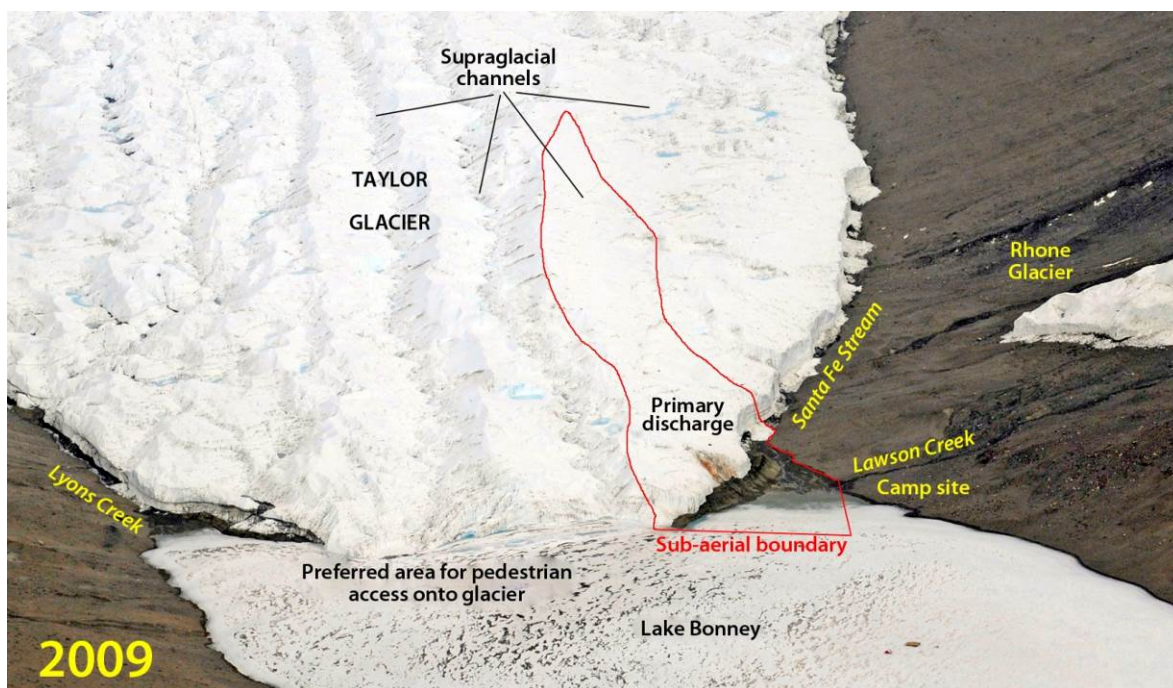 Supraglacial
channels
TAYLOR
GLACIER
Rhone
Glacier
Santa Fe Stream
Primary
discharge
Lawson Creek
Camp site
Lyons Creek
Sub-aerial boundary
Preferred area for pedestrian
access onto glacier
Lake Bonney
2009